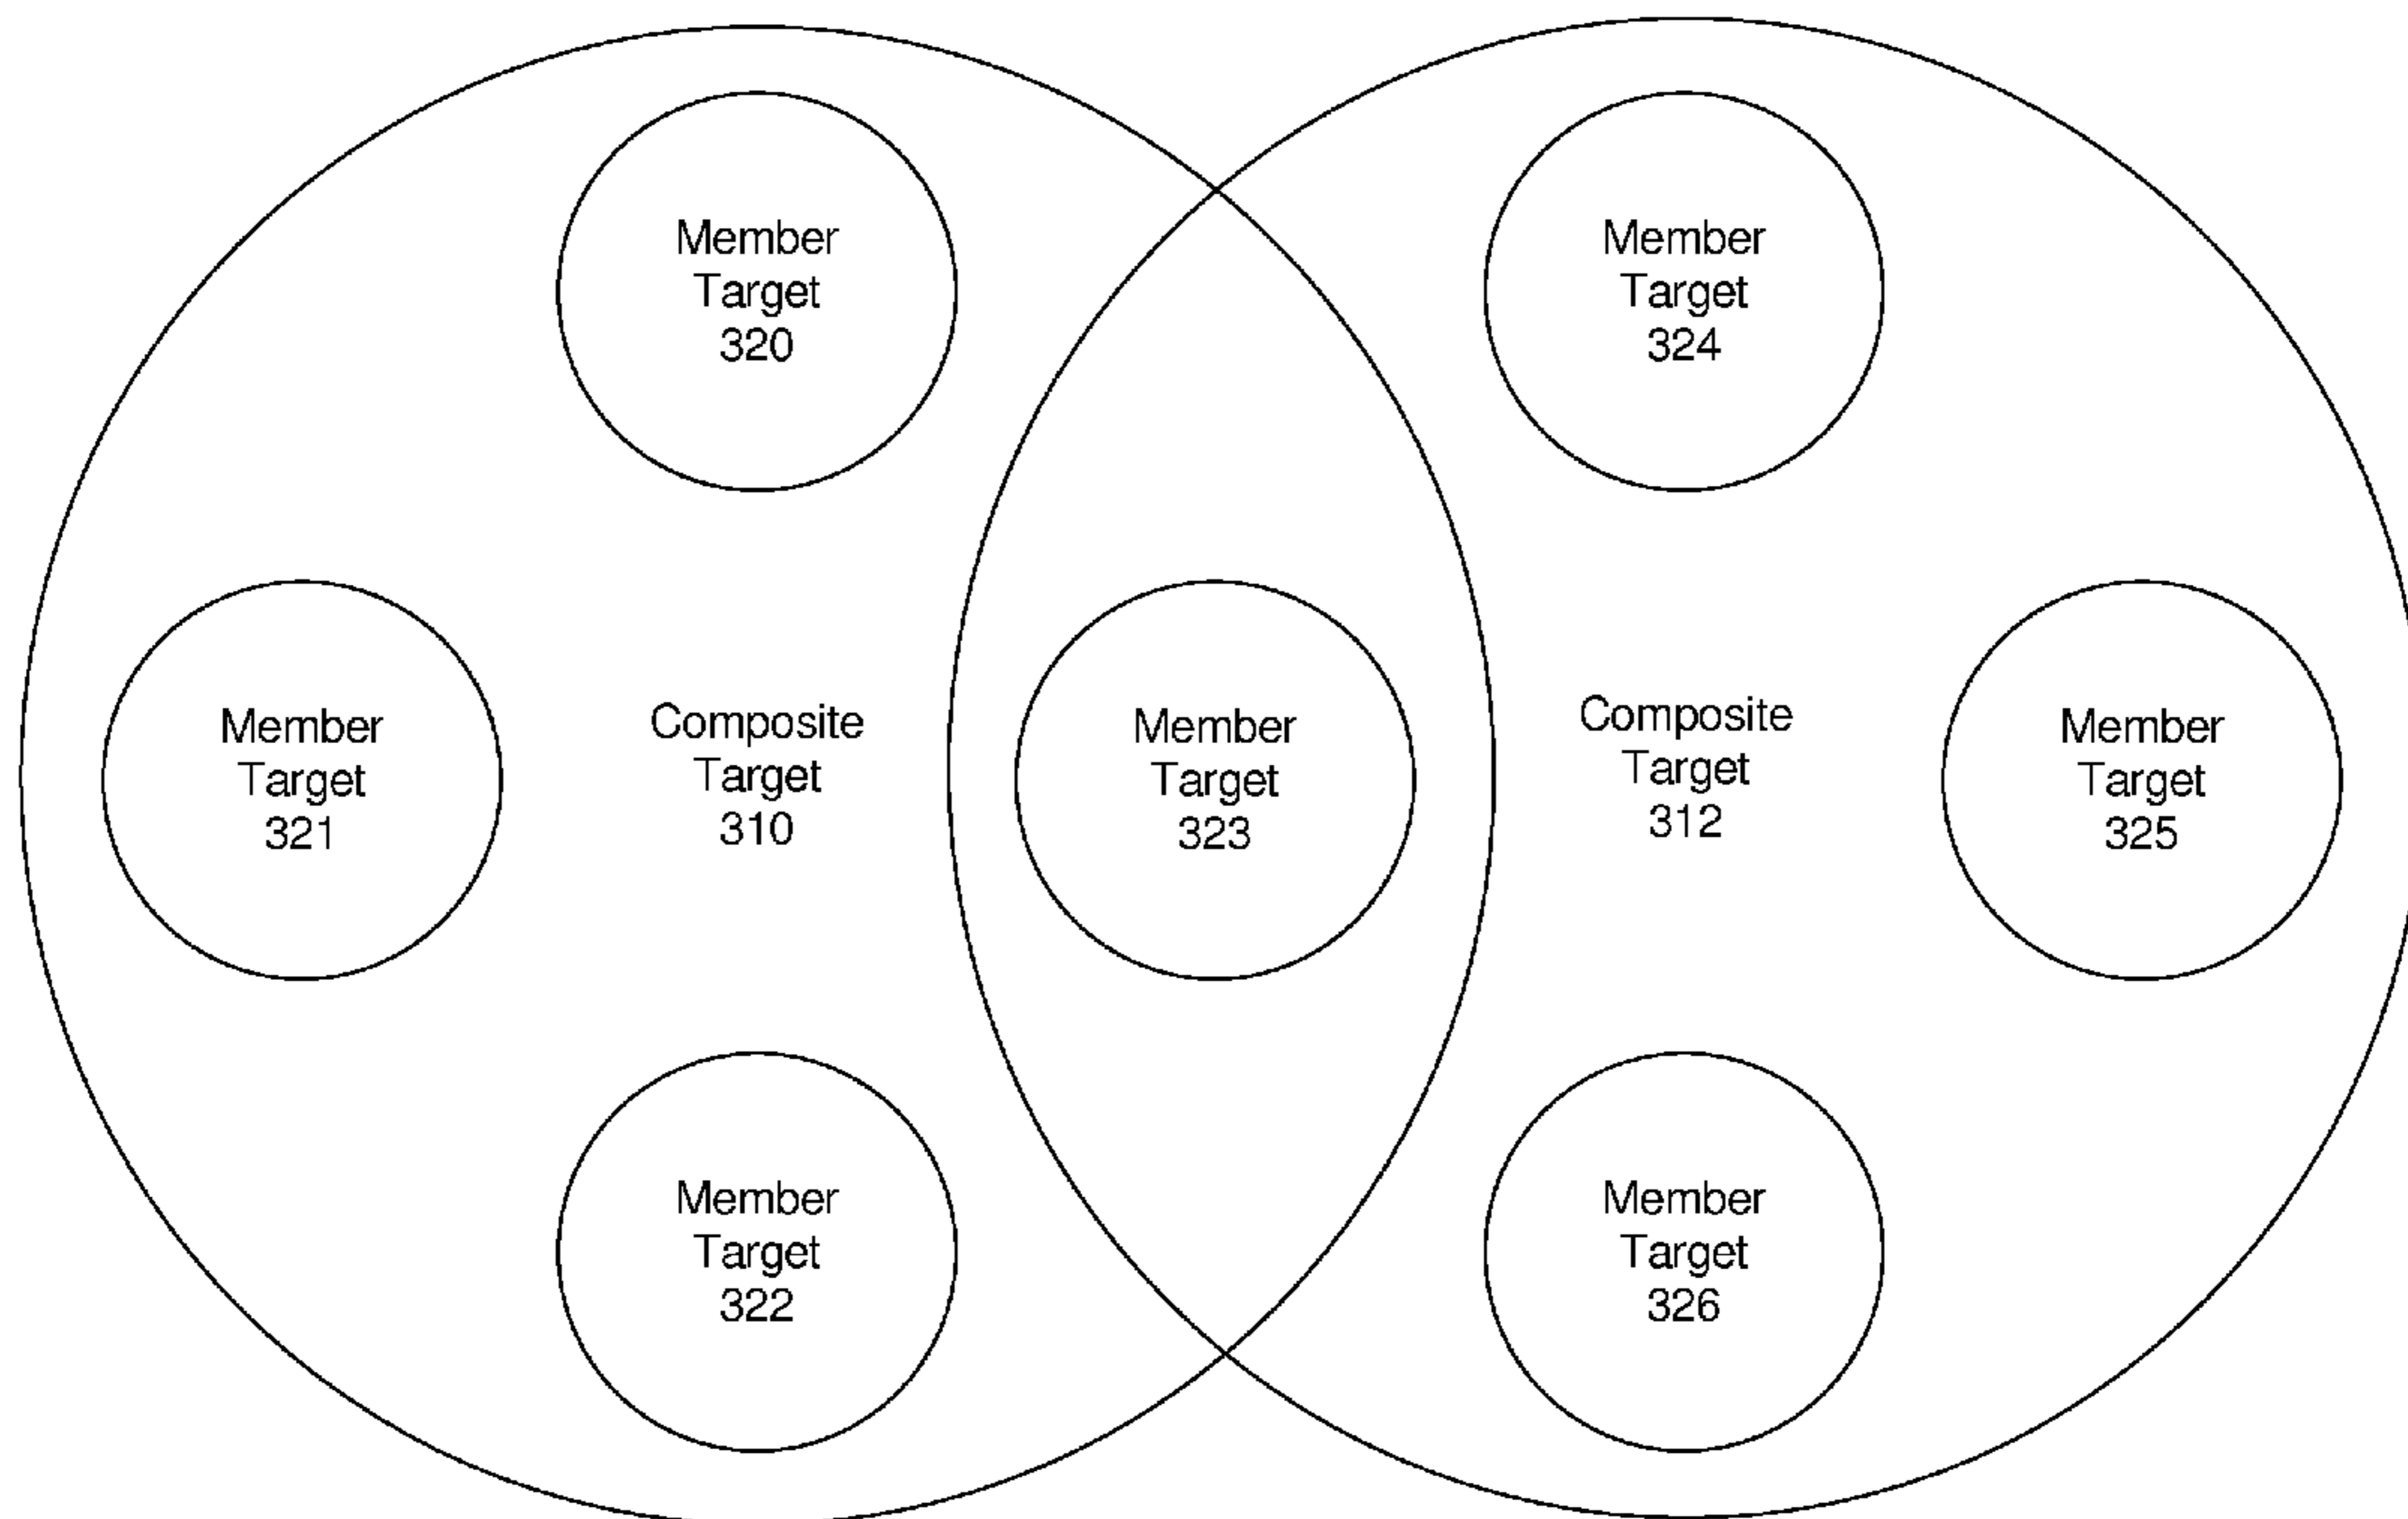 Member
Target
320
Member
Target
324
Member
Target
321
Composite
Target
310
Member
Target
323
Composite
Target
312
Member
Target
325
Member
Target
322
Member
Target
326